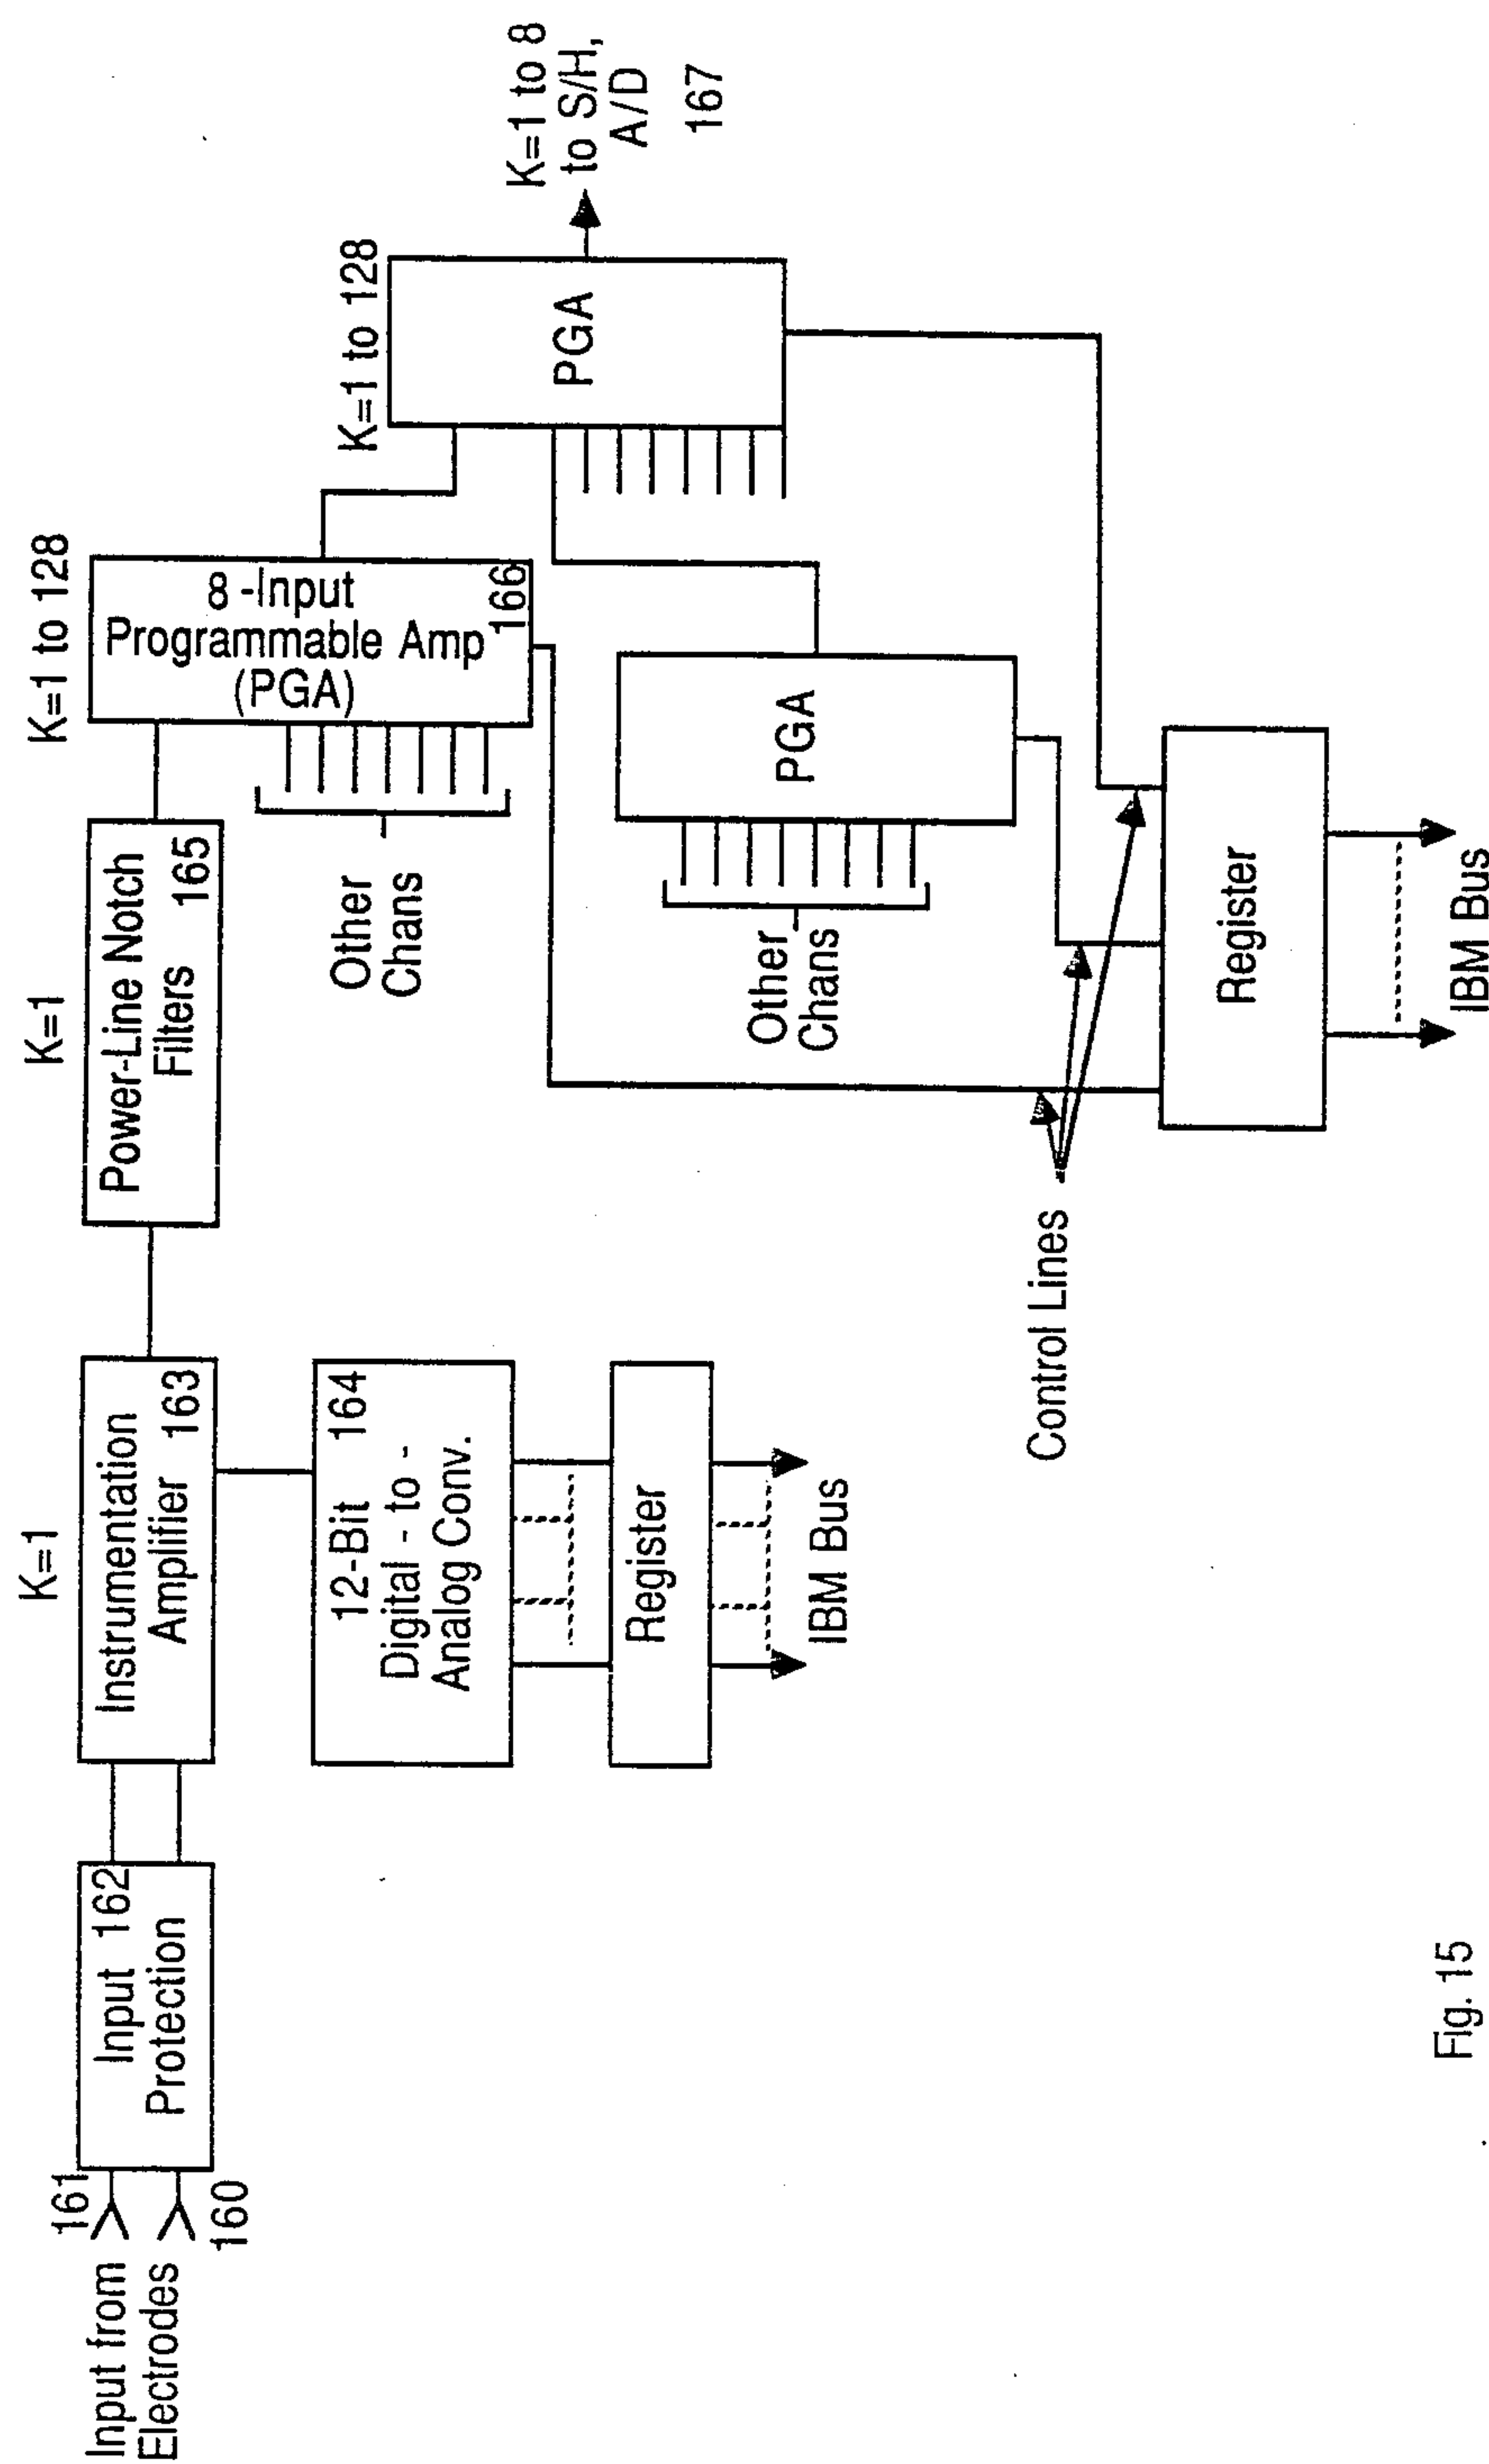 Input from
Electrodes
161
160
Input 162
Protection
K=1
Instrumentation
Amplifier 163
12-Bit 164
Digital - to -
Analog Conv.
Register
IBM Bus
K=1
Power-Line Notch
Filters 165
K=1 to 128
8 -Input
Programmable Amp
(PGA) 166
Other
Chans
PGA
Other
Chans
K=1 to 128
PGA
K=1 to 8
to S/H,
A/D
167
Control Lines
Register
IBM Bus
Fig. 15